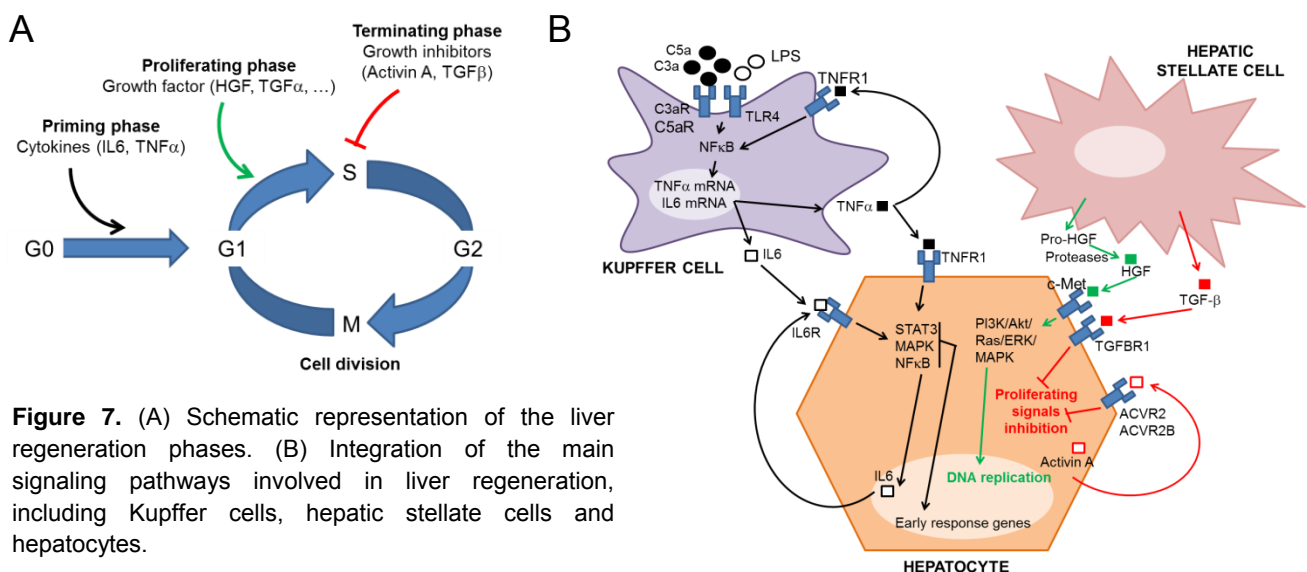 A
Priming phase
Cytokines (IL6, TNFα)
Proliferating phase
Growth factor (HGF, TGFα, …)
Terminating phase
Growth inhibitors
(Activin A, TGFβ)
G0
G1
S
G2
M
Cell division
Figure 7. (A) Schematic representation of the liver
regeneration phases. (B) Integration of the main
signaling pathways involved in liver regeneration,
including Kupffer cells, hepatic stellate cells and
hepatocytes.
B
C5a
C3a
LPS
TNFR1
C3aR
C5aR
TLR4
NFκB
TNFα mRNA
IL6 mRNA
KUPFFER CELL
TNFα
IL6
TNFR1
IL6R
HEPATIC
STELLATE CELL
Pro-HGF
Proteases
HGF
c-Met
TGF-β
TGFBR1
STAT3
MAPK
NFκB
PI3K/Akt/
Ras/ERK/
MAPK
Proliferating
signals
inhibition
ACVR2
ACVR2B
Activin A
IL6
DNA replication
Early response genes
HEPATOCYTE